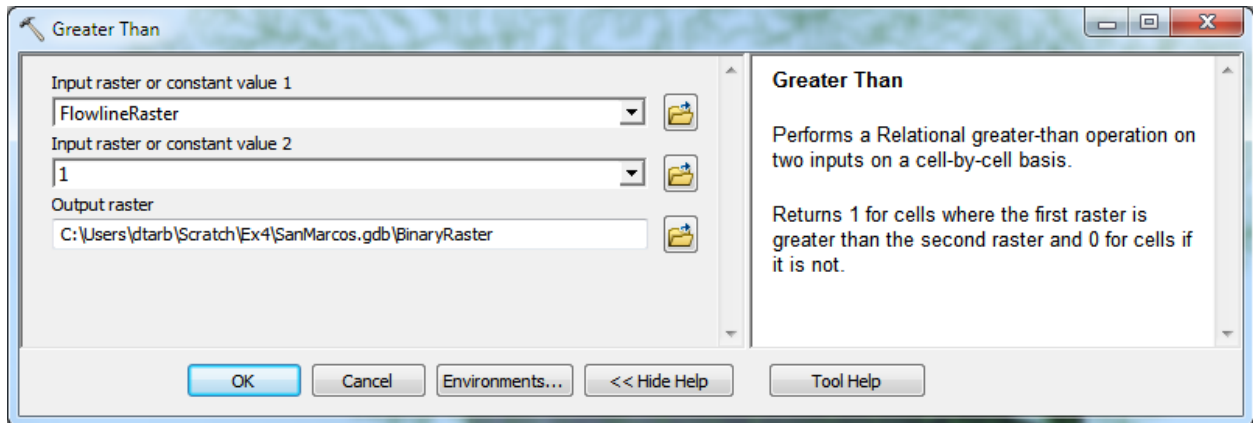 Greater Than
Input raster or constant value 1
FlowlineRaster
Input raster or constant value 2
1
Output raster
C:\Users\dtarb\Scratch\Ex4\SanMarcos.gdb\BinaryRaster
Greater Than
Performs a Relational greater-than operation on
two inputs on a cell-by-cell basis.
Returns 1 for cells where the first raster is
greater than the second raster and 0 for cells if
it is not.
OK
Cancel
Environments...
<< Hide Help
Tool Help